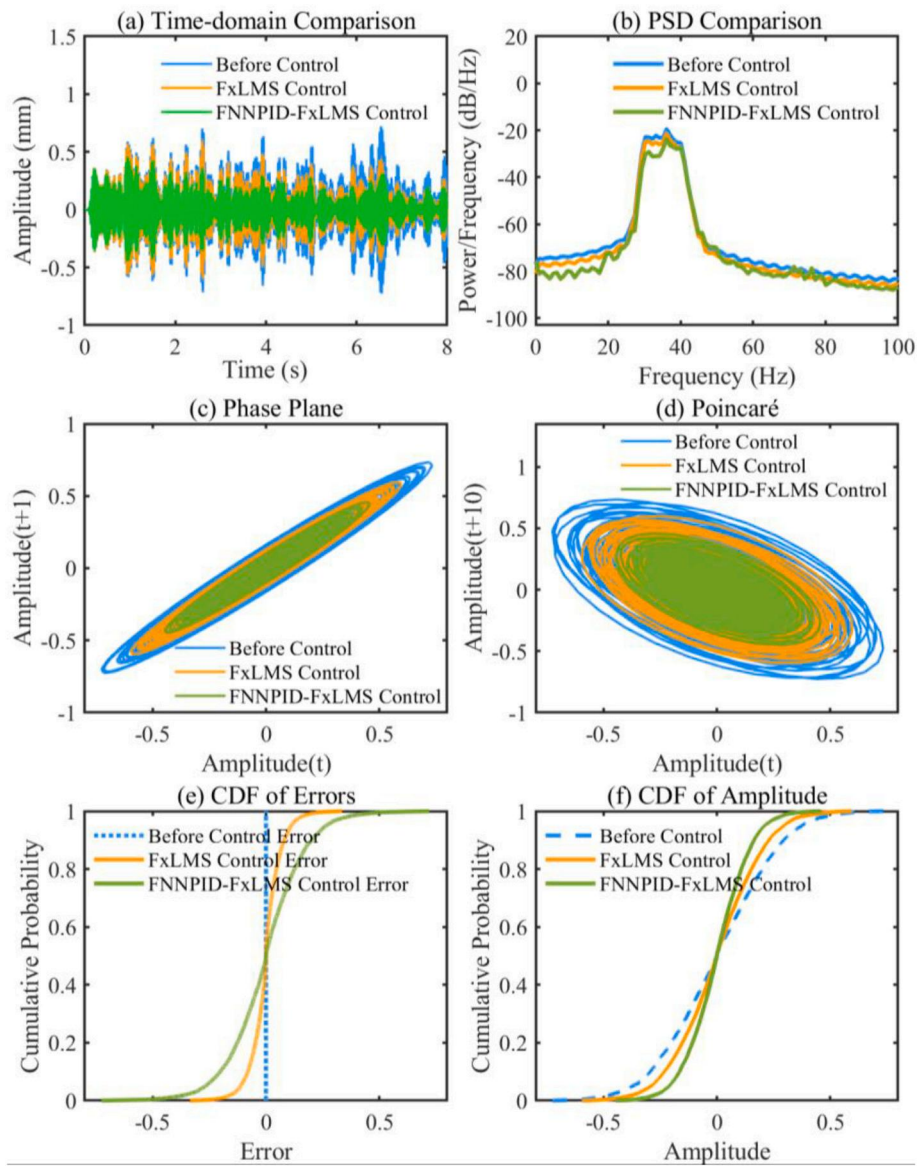 (a) Time-domain Comparison
1.5
1
0.5
0
-0.5
-1
Amplitude (mm)
Before Control
FxLMS Control
FNNPID-FxLMS Control
0 2 4 6 8
Time (s)
(b) PSD Comparison
20
0
-20
-40
-60
-80
-100
Power/Frequency (dB/Hz)
Before Control
FxLMS Control
FNNPID-FxLMS Control
0 20 40 60 80 100
Frequency (Hz)
(c) Phase Plane
1
0.5
0
-0.5
-1
Amplitude(t+1)
Before Control
FxLMS Control
FNNPID-FxLMS Control
-0.5 0 0.5
Amplitude(t)
(d) Poincaré
1
0.5
0
-0.5
-1
Amplitude(t+10)
Before Control
FxLMS Control
FNNPID-FxLMS Control
-0.5 0 0.5
Amplitude(t)
(e) CDF of Errors
1
0.8
0.6
0.4
0.2
0
Cumulative Probability
Before Control Error
FxLMS Control Error
FNNPID-FxLMS Control Error
-0.5 0 0.5
Error
(f) CDF of Amplitude
1
0.8
0.6
0.4
0.2
0
Cumulative Probability
Before Control
FxLMS Control
FNNPID-FxLMS Control
-0.5 0 0.5
Amplitude